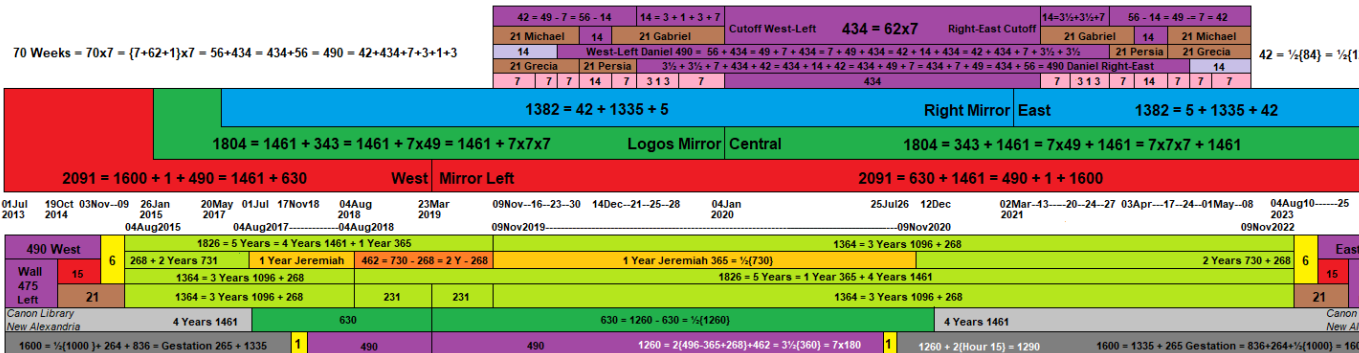 42 = 49 - 7 = 56 - 14
14 = 3 + 1 + 3 + 7
Cutoff West-Left
434 = 62x7
Right-East Cutoff
14=3½+3½+7
56 - 14 = 49 -= 7 = 42
21 Michael
14
21 Gabriel
21 Gabriel
14
21 Michael
70 Weeks = 70x7 = {7+62+1}x7 = 56+434 = 434+56 = 490 = 42+434+7+3+1+3
14
West-Left Daniel 490 = 56 + 434 = 49 + 7 + 434 = 7 + 49 + 434 = 42 + 14 + 434 = 42 + 434 + 7 + 3½ + 3½
21 Persia
21 Grecia
42 = ½{84} = ½{1
21 Grecia
21 Persia
3½ + 3½ + 7 + 434 + 42 = 434 + 14 + 42 = 434 + 49 + 7 = 434 + 7 + 49 = 434 + 56 = 490 Daniel Right-East
14
7 7 7 14 7 3 1 3 7
434
7 3 1 3 7 14 7 7 7
1382 = 42 + 1335 + 5
Right Mirror East
1382 = 5 + 1335 + 42
1804 = 1461 + 343 = 1461 + 7x49 = 1461 + 7x7x7
Logos Mirror Central
1804 = 343 + 1461 = 7x49 + 1461 = 7x7x7 + 1461
2091 = 1600 + 1 + 490 = 1461 + 630
West Mirror Left
2091 = 630 + 1461 = 490 + 1 + 1600
01Jul 2013
19Oct 2014
03Nov--09
26Jan 2015
20May 2017
01Jul
17Nov18
04Aug 2018
23Mar 2019
09Nov--16--23--30
14Dec--21--25--28
04Jan 2020
25Jul26
12Dec
02Mar-13----20--24--27
2021
03Apr---17--24--01May--08
04Aug10------25
2023
04Aug2015
04Aug2017-------------04Aug2018
09Nov2019------------------------09Nov2020
09Nov2022
490 West
6
1826 = 5 Years = 4 Years 1461 + 1 Year 365
1364 = 3 Years 1096 + 268
6
East
268 + 2 Years 731
1 Year Jeremiah
462 = 730 - 268 = 2 Y - 268
1 Year Jeremiah 365 = ½{730}
2 Years 730 + 268
Wall 475 Left
15
1364 = 3 Years 1096 + 268
1826 = 5 Years = 1 Year 365 + 4 Years 1461
15
21
1364 = 3 Years 1096 + 268
231
231
1364 = 3 Years 1096 + 268
21
Canon Library
New Alexandria
4 Years 1461
630
630 = 1260 - 630 = ½{1260}
4 Years 1461
Canon
New Al
1600 = ½{1000 }+ 264 + 836 = Gestation 265 + 1335
1
490
490
1260 = 2{496-365+268}+462 = 3½{360} = 7x180
1
1260 + 2{Hour 15} = 1290
1600 = 1335 + 265 Gestation = 836+264+½{1000} = 160